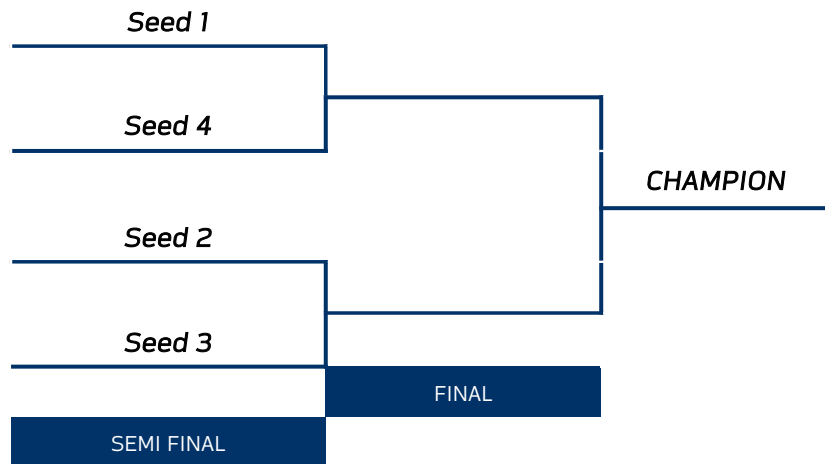 Seed 1
Seed 4
CHAMPION
Seed 2
Seed 3
FINAL
SEMI FINAL